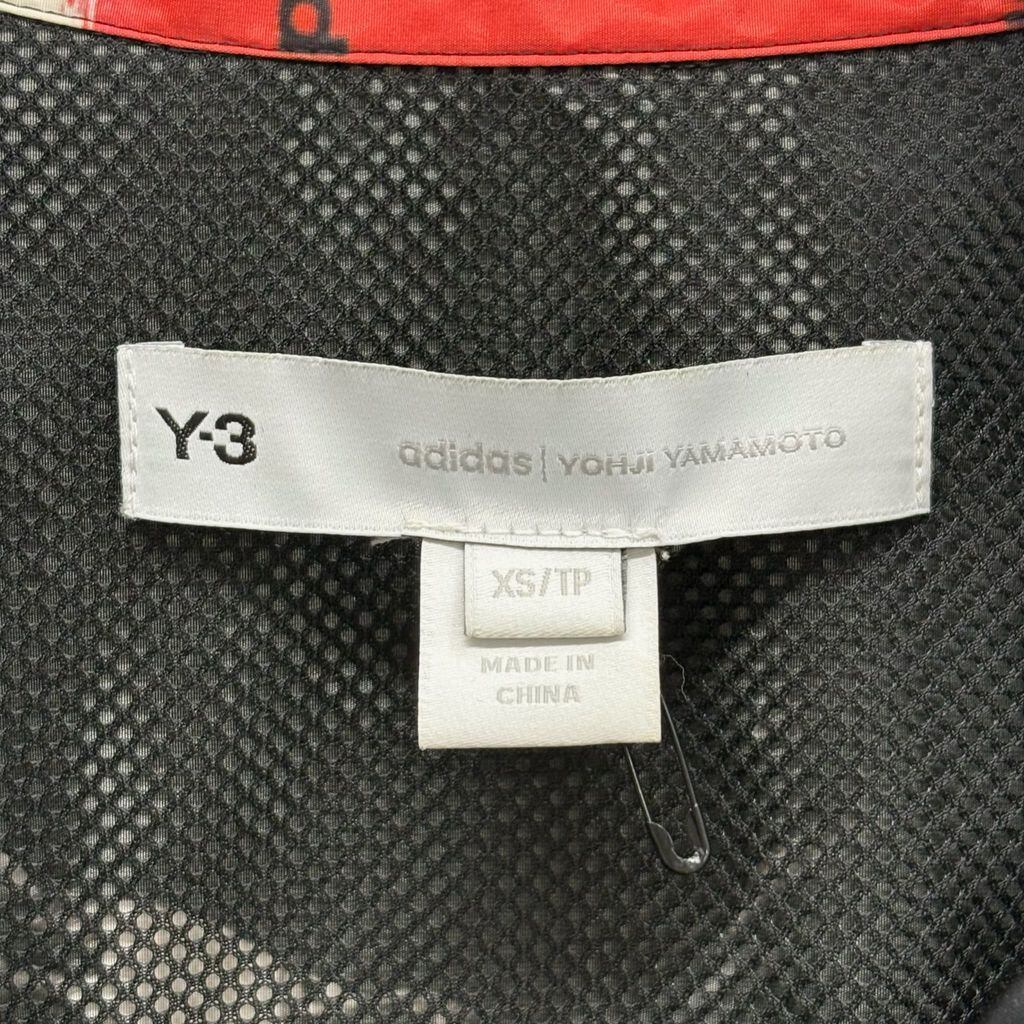 p
Y-3 adidas | YOHJI YAMAMOTO
XS/TP
MADE IN
CHINA